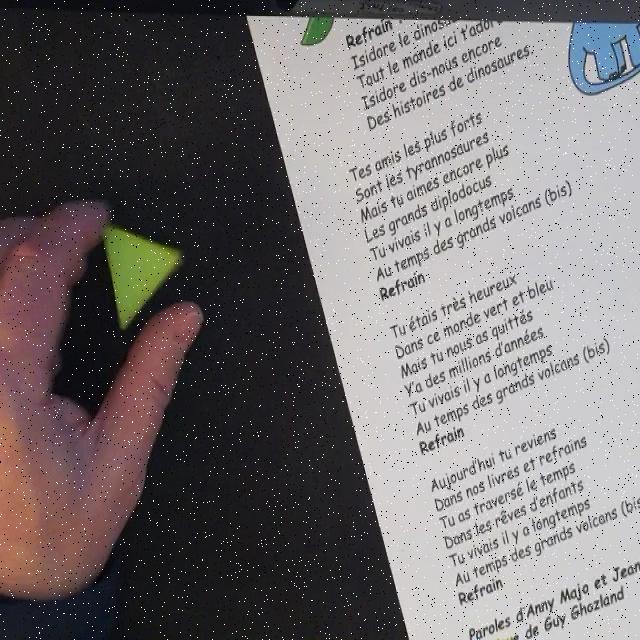 Refrain
Isidore le dinos
Tout le monde ici t'ador
Isidore dis-nous encore
Des histoires de dinosaures.
Tes amis les plus forts
Sont les tyrannosaures
Mais tu aimes encore plus
Les grands diplodocus
Tu vivais il y a longtemps
Au temps des grands volcans (bis)
Refrain
Tu étais très heureux
Dans ce monde vert et bleu
Mais tu nous as quittés
Y'a des millions d'années
Tu vivais il y a longtemps
Au temps des grands volcans (bis)
Refrain
Aujourd'hui tu reviens
Dans nos livres et refrains
Tu as traversé le temps
Dans les rêves d'enfants
Tu vivais il y a longtemps
Au temps des grands volcans (bis
Refrain
Paroles d'Anny Majo et Jean
de Guy Ghozland